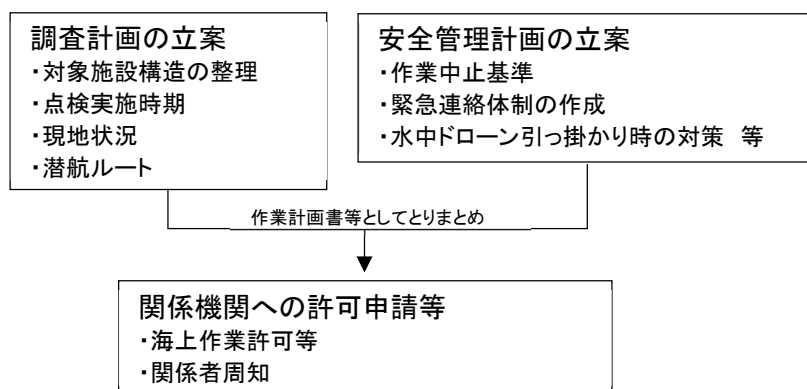 調査計画の立案
・対象施設構造の整理
・点検実施時期
・現地状況
・潜航ルート
安全管理計画の立案
・作業中止基準
・緊急連絡体制の作成
・水中ドローン引っ掛かり時の対策 等
作業計画書等としてとりまとめ
関係機関への許可申請等
・海上作業許可等
・関係者周知